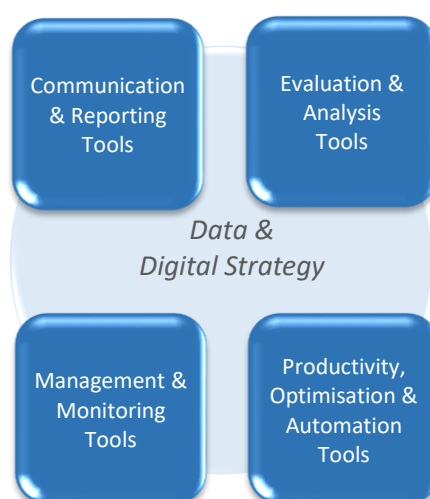 Communication
& Reporting
Tools
Evaluation &
Analysis
Tools
Data &
Digital Strategy
Management &
Monitoring
Tools
Productivity,
Optimisation &
Automation
Tools